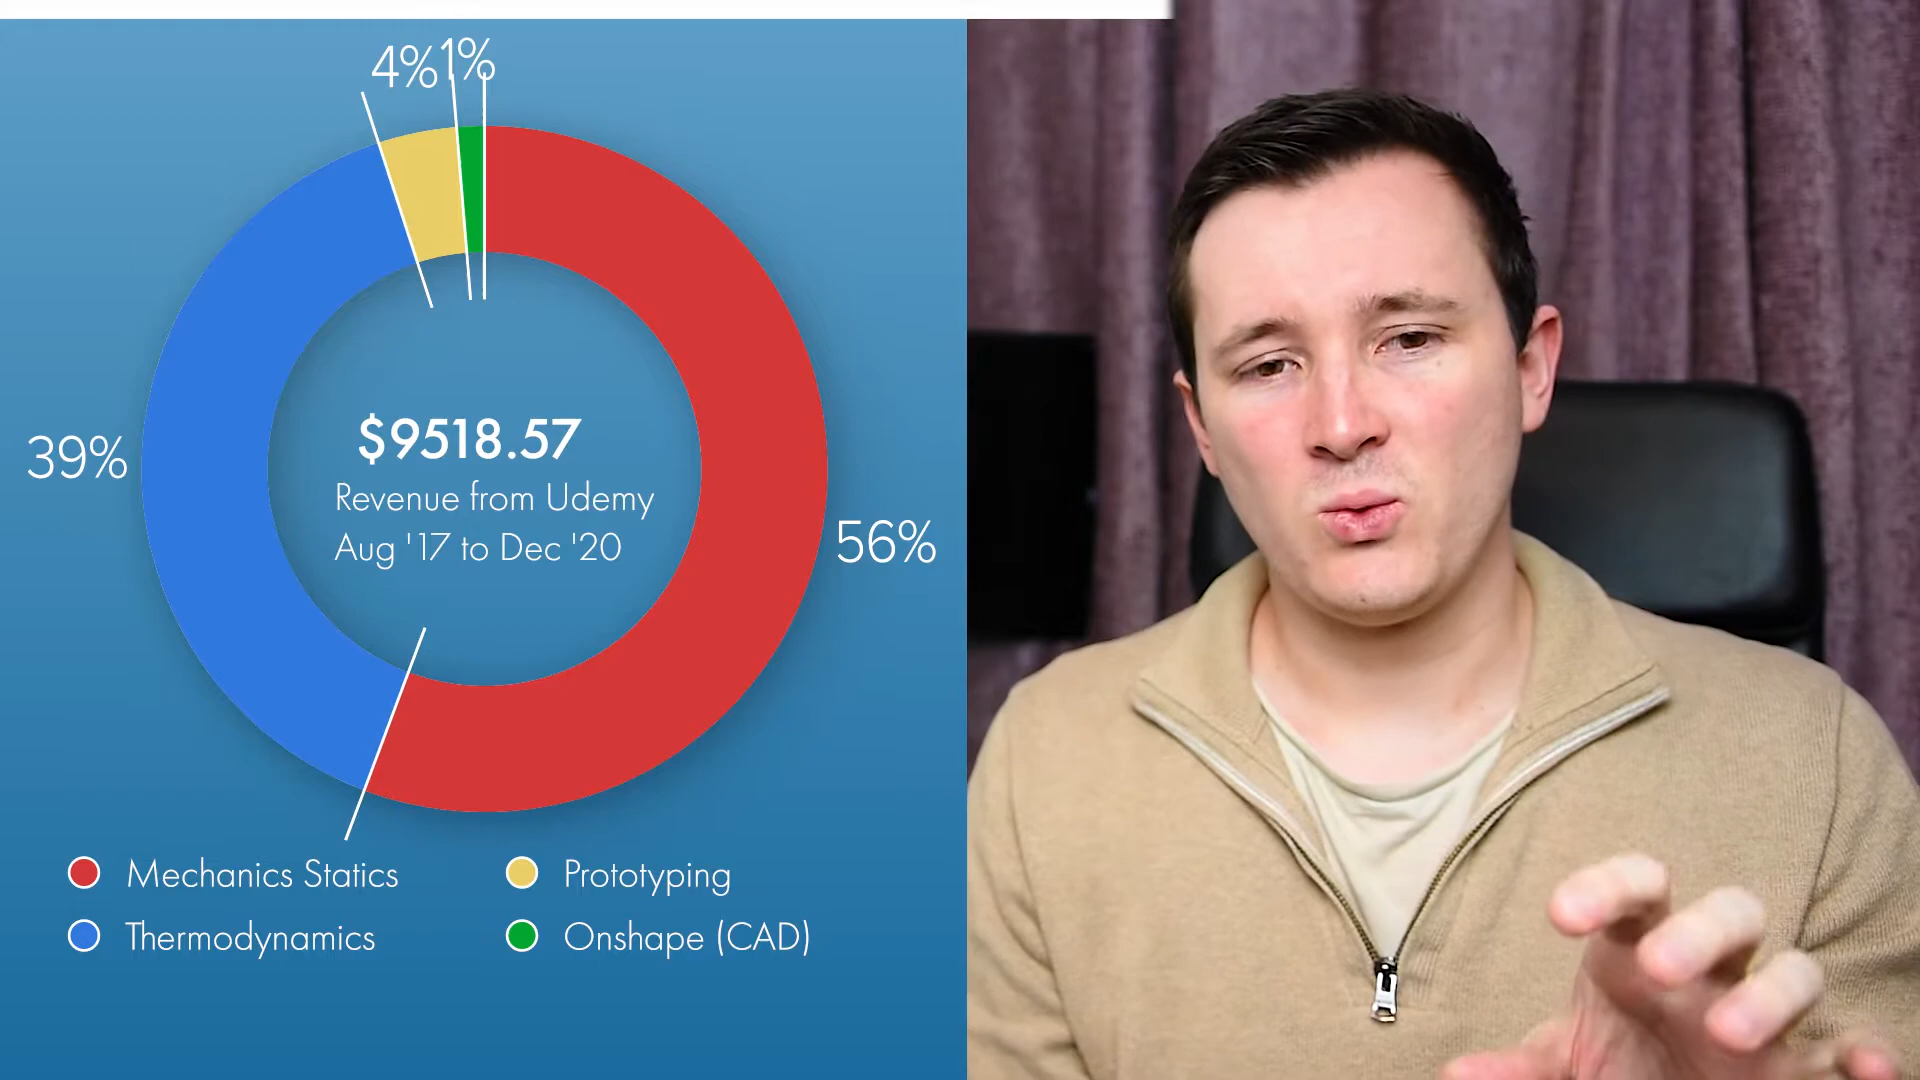 4%
1%
$9518.57
Revenue from Udemy
Aug '17 to Dec '20
39%
56%
Mechanics Statics
Prototyping
Thermodynamics
Onshape (CAD)